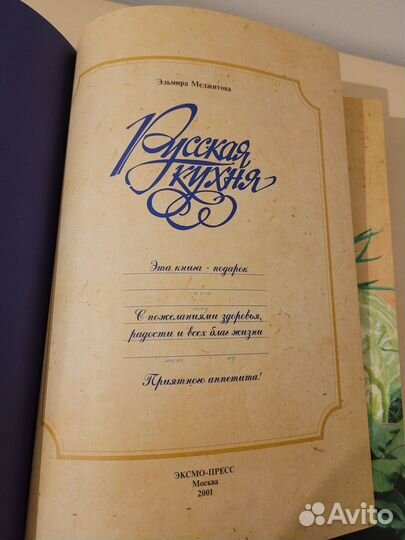 Эльмира Меджитова
Русская
кухня
Эта книга - подарок
кому
С пожеланиями здоровья,
радости и всех благ жизни
Приятного аппетита!
ЭКСМО-ПРЕСС
Москва
2001
Avito